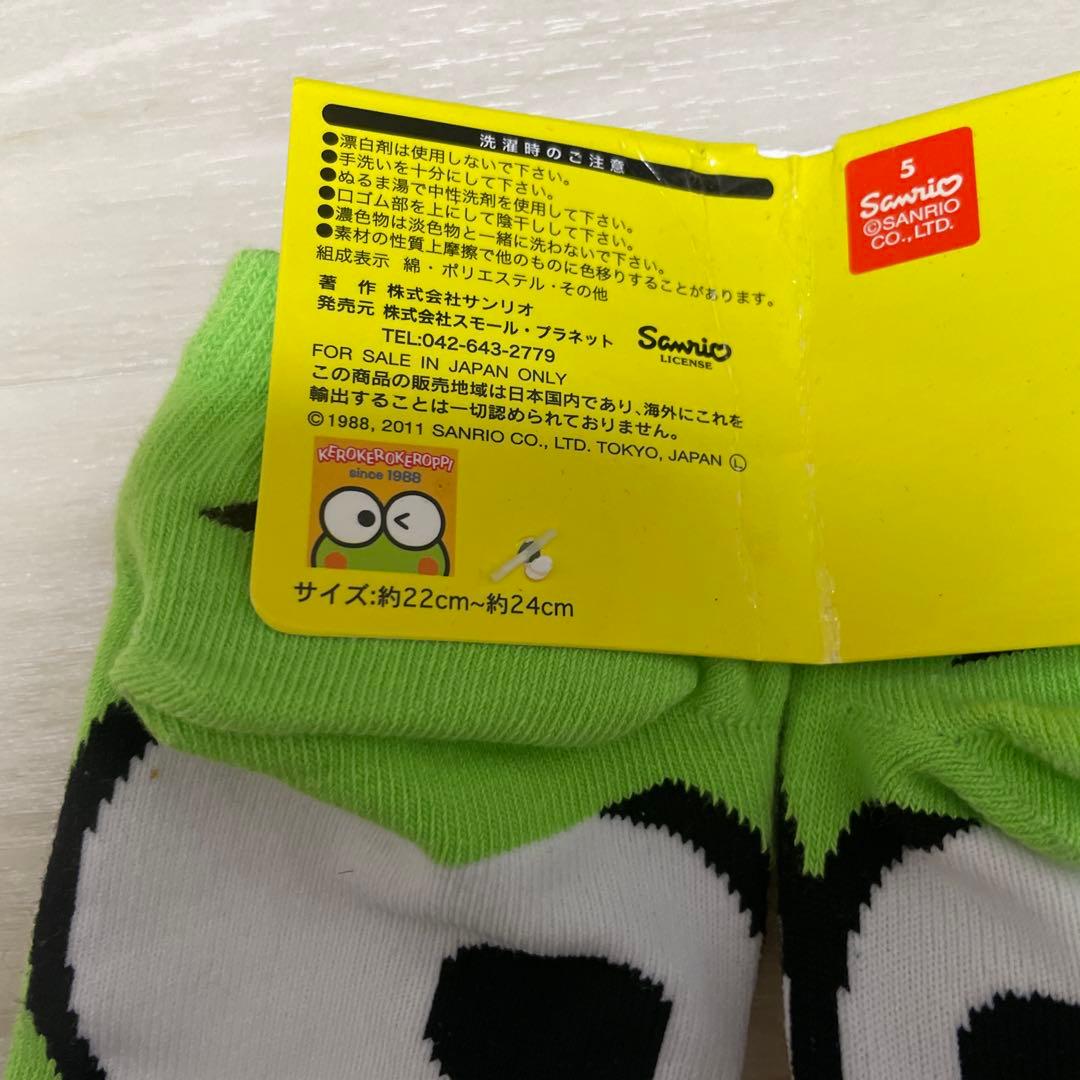 洗濯時のご注意
●漂白剤は使用しないで下さい。
●手洗いを十分にして下さい。
●ぬるま湯で中性洗剤を使用して下さい。
●口ゴム部を上にして陰干しして下さい。
●濃色物は淡色物と一緒に洗わないで下さい。
●素材の性質上摩擦で他のものに色移りすることがあります。
組成表示 綿・ポリエステル・その他
著 作 株式会社サンリオ
発売元 株式会社スモール・プラネット
TEL:042-643-2779
Sanrio
LICENSE
FOR SALE IN JAPAN ONLY
この商品の販売地域は日本国内であり、海外にこれを
輸出することは一切認められておりません。
©1988, 2011 SANRIO CO., LTD. TOKYO, JAPAN Ⓛ
KEROKEROKEROPPI
since 1988
サイズ:約22cm~約24cm
5
Sanrio
©SANRIO
CO.,LTD.